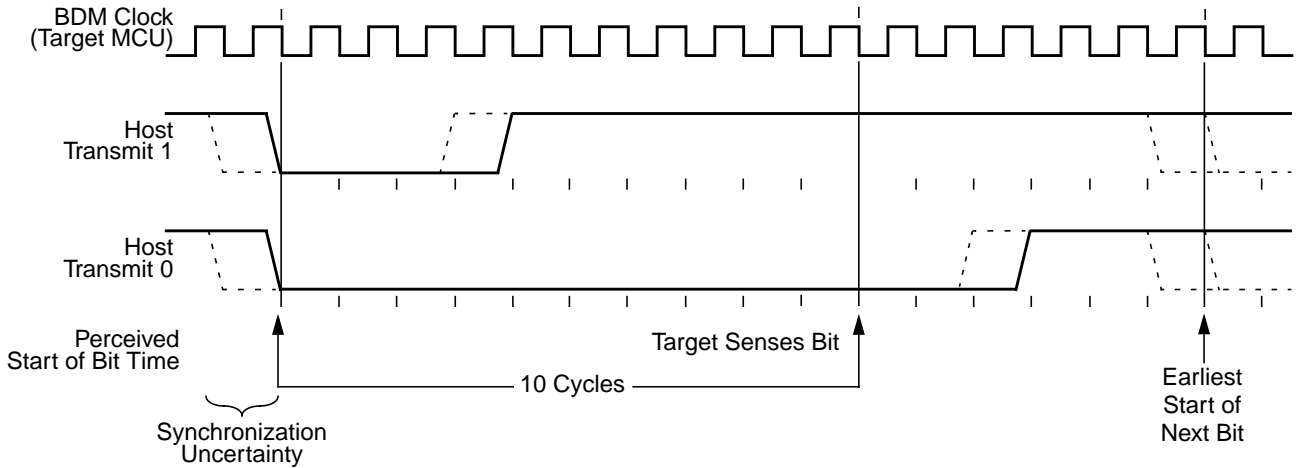 BDM Clock
(Target MCU)
Host
Transmit 1
Host
Transmit 0
Perceived
Start of Bit Time
Target Senses Bit
10 Cycles
Earliest
Start of
Next Bit
Synchronization
Uncertainty